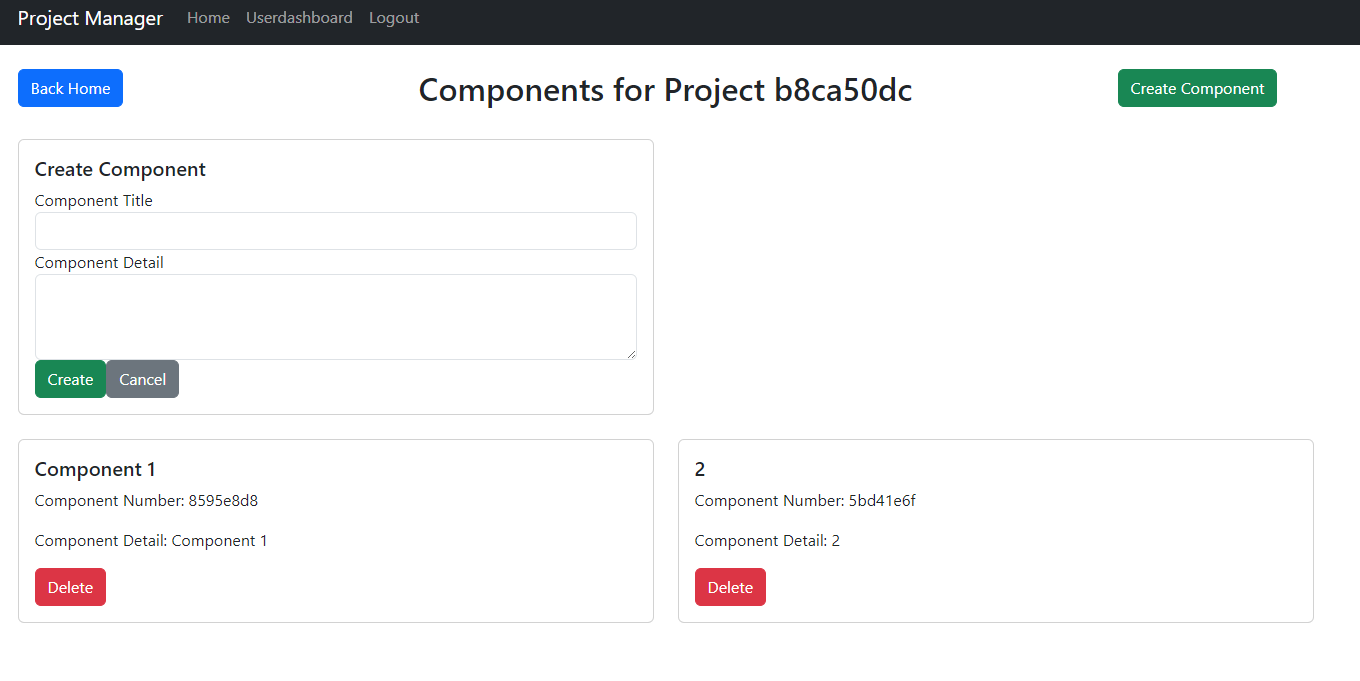 Project Manager Home Userdashboard Logout
Back Home Components for Project b8ca50dc Create Component
Create Component
Component Title
Component Detail
Create Cancel
Component 1
Component Number: 8595e8d8
Component Detail: Component 1
Delete
2
Component Number: 5bd41e6f
Component Detail: 2
Delete